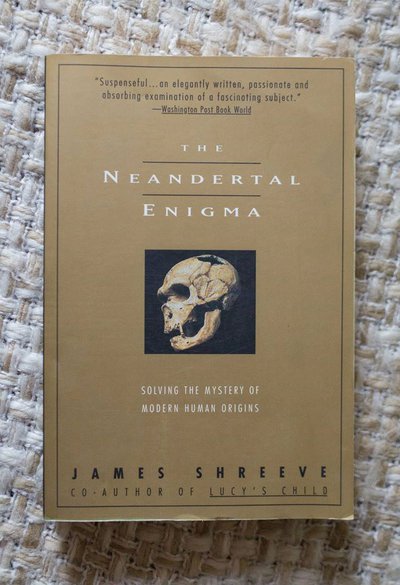 "Suspenseful...an elegantly written, passionate and
absorbing examination of a fascinating subject."
—Washington Post Book World
THE
NEANDERTAL
ENIGMA
SOLVING THE MYSTERY OF
MODERN HUMAN ORIGINS
JAMES SHREEVE
CO-AUTHOR OF LUCY'S CHILD